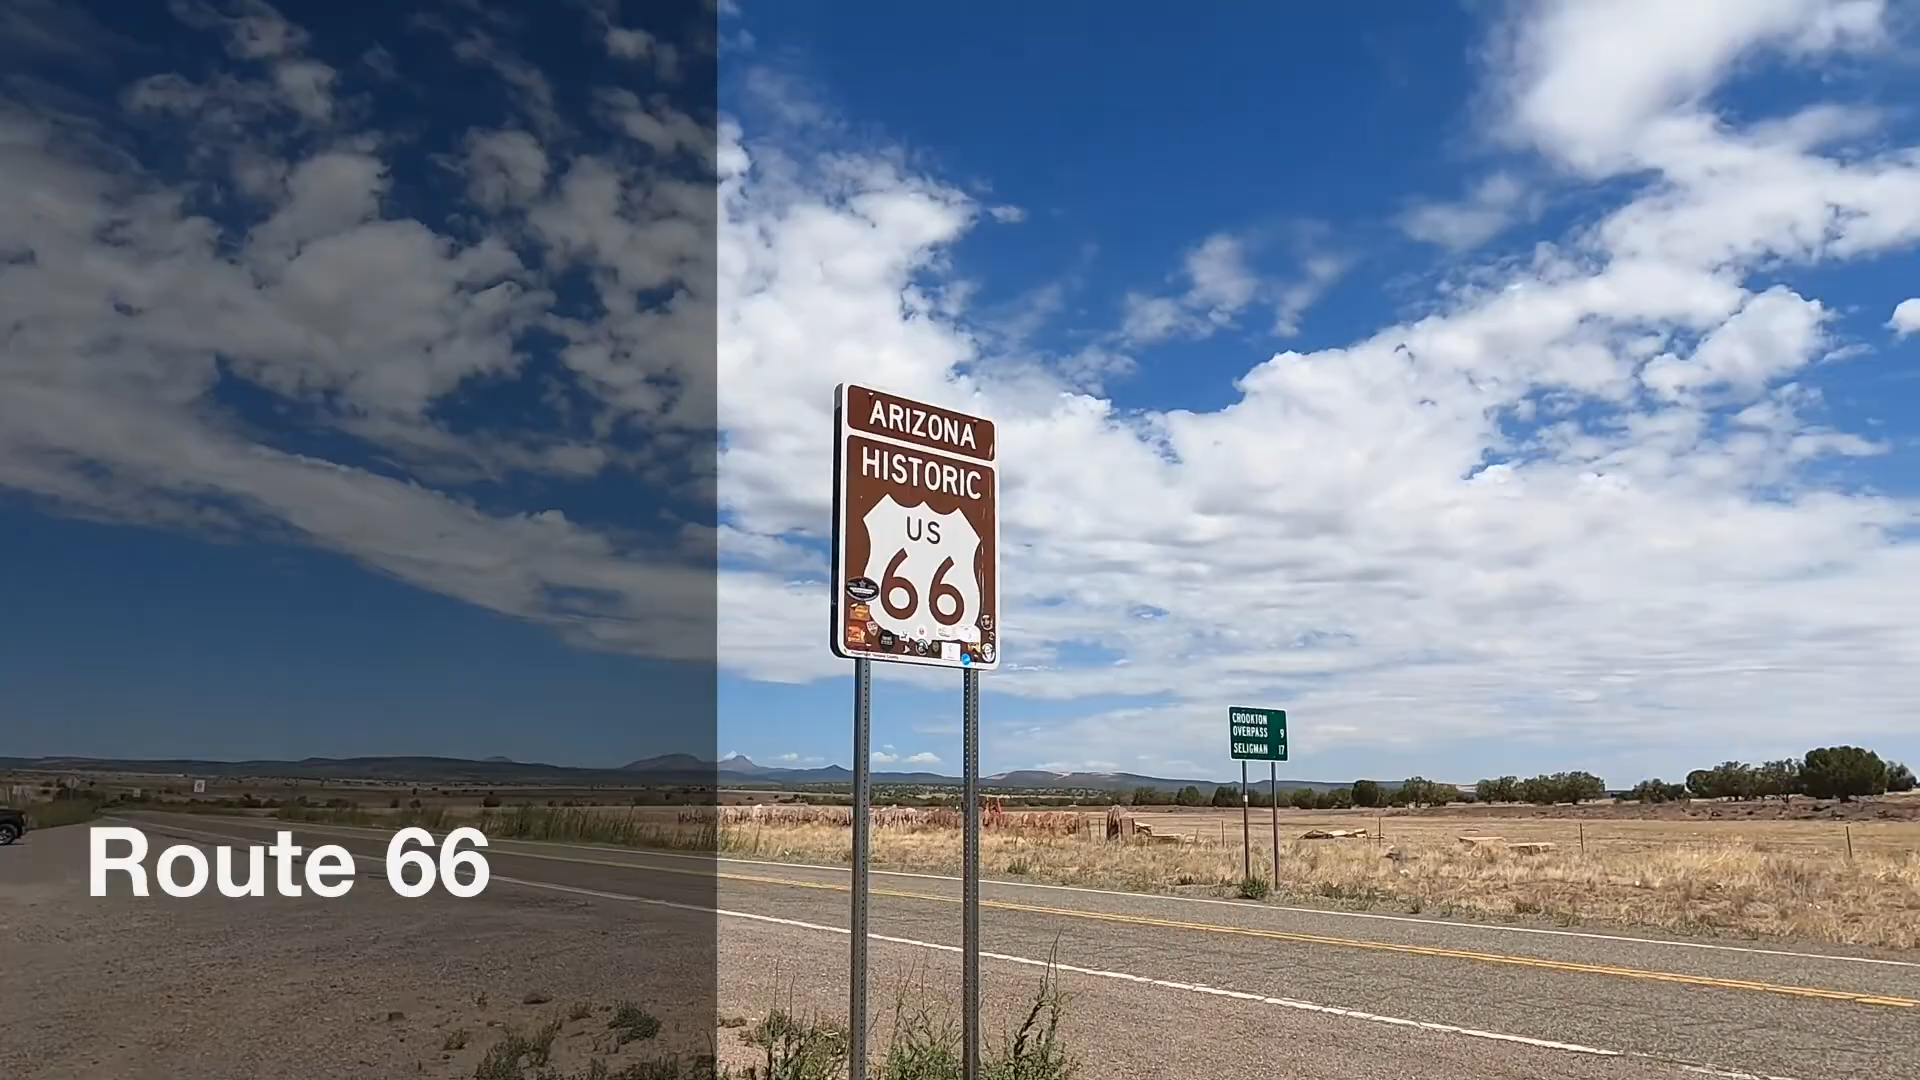 ARIZONA
HISTORIC
US
66
CROOKTON
OVERPASS 9
SELIGMAN 17
Route 66